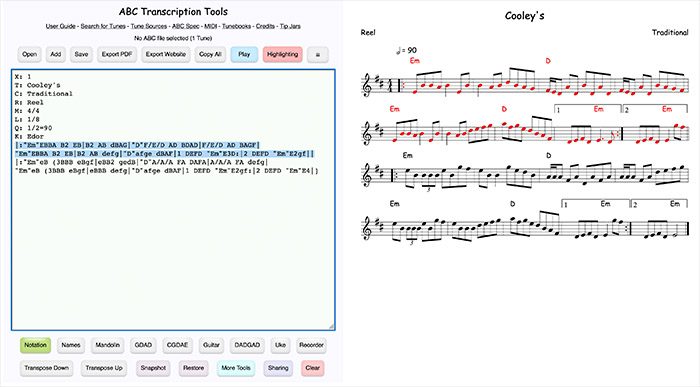 ABC Transcription Tools
User Guide - Search for Tunes - Tune Sources - ABC Spec - MIDI - Tunebooks - Credits - Tip Jars
No ABC file selected (1 Tune)
Open Add Save Export PDF Export Website Copy All Play Highlighting ≡
X: 1
T: Cooley's
C: Traditional
R: Reel
M: 4/4
L: 1/8
Q: 1/2=90
K: Edor
|:"Em"EBBA B2 EB|B2 AB dBAG|"D"F/E/D AD BDAD|F/E/D AD BAGF|
"Em"EBBA B2 EB|B2 AB defg|"D"afge dBAF|1 DEFD "Em"E3D:|2 DEFD "Em"E2gf||
|:"Em"eB (3BBB eBgf|eBB2 gedB|"D"A/A/A FA DAFA|A/A/A FA defg|
"Em"eB (3BBB eBgf|eBBB defg|"D"afge dBAF|1 DEFD "Em"E2gf:|2 DEFD "Em"E4|]
Notation Names Mandolin GDAD CGDAE Guitar DADGAD Uke Recorder
Transpose Down Transpose Up Snapshot Restore More Tools Sharing Clear
Cooley's
Reel Traditional
= 90
Em D
Em D 1 Em 2 Em
Em D
3
Em D 1 Em 2 Em
3